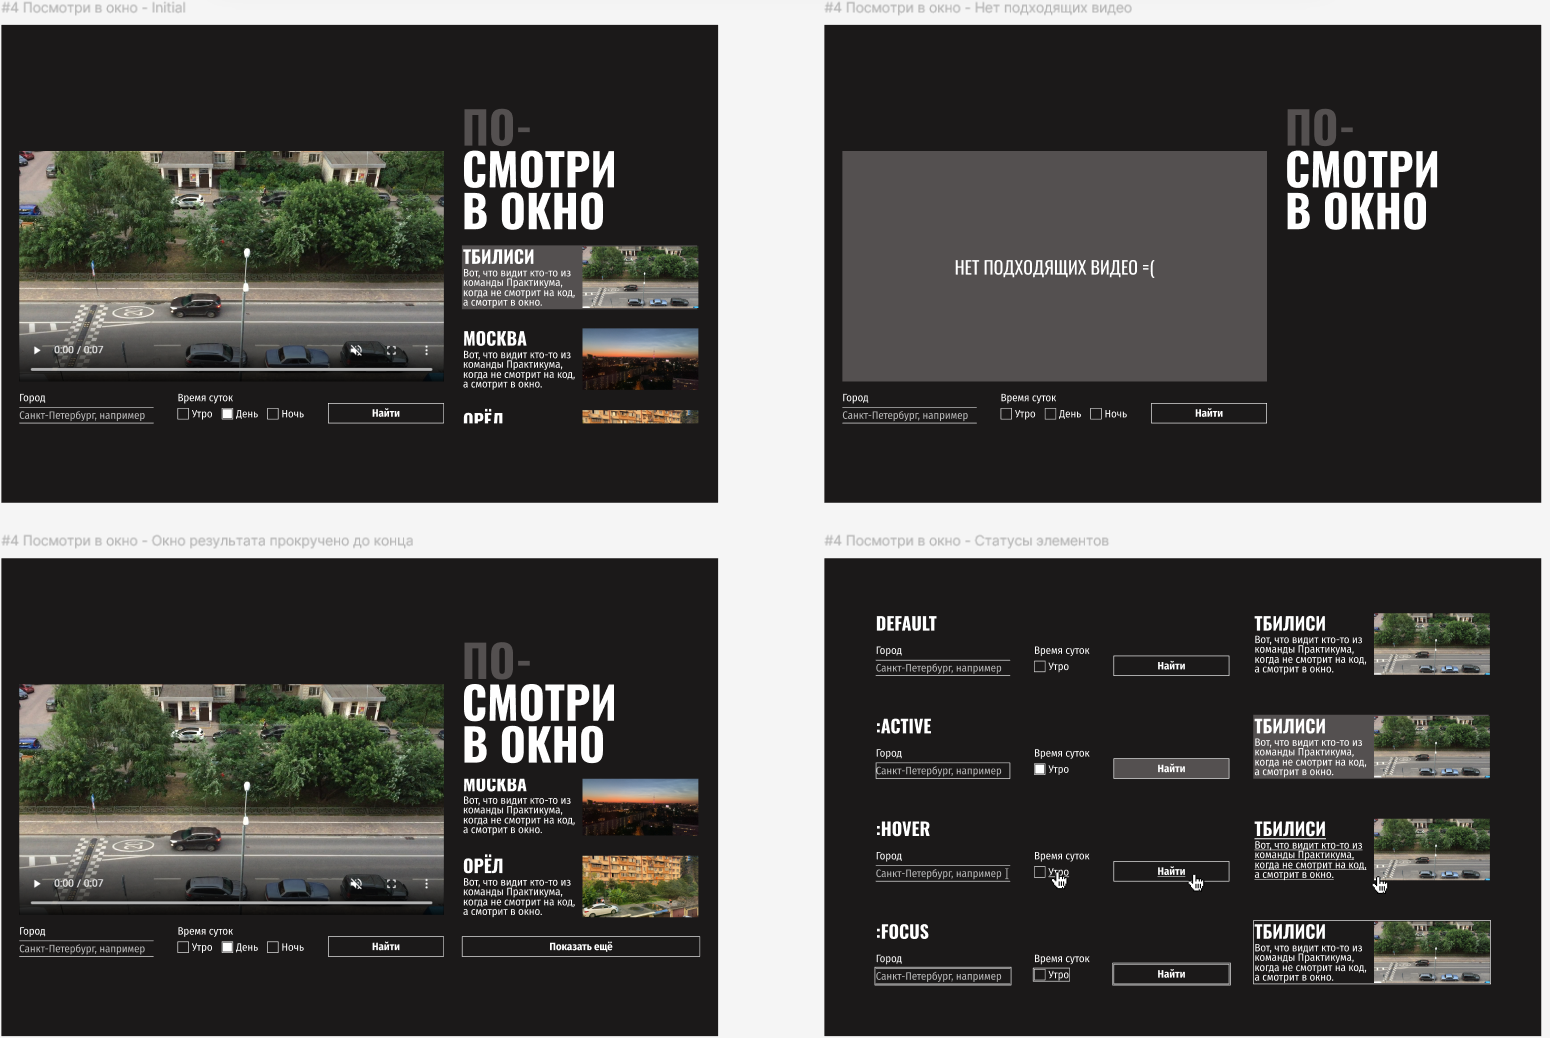 #4 Посмотри в окно - Initial
ПО-
СМОТРИ
В ОКНО
ТБИЛИСИ
Вот, что видит кто-то из
команды Практикума,
когда не смотрит на код,
а смотрит в окно.
МОСКВА
Вот, что видит кто-то из
команды Практикума,
когда не смотрит на код,
а смотрит в окно.
ОРЁЛ
0:00 / 0:07
Город
Санкт-Петербург, например
Время суток
Утро
День
Ночь
Найти
#4 Посмотри в окно - Нет подходящих видео
ПО-
СМОТРИ
В ОКНО
НЕТ ПОДХОДЯЩИХ ВИДЕО =(
Город
Санкт-Петербург, например
Время суток
Утро
День
Ночь
Найти
#4 Посмотри в окно - Окно результата прокручено до конца
ПО-
СМОТРИ
В ОКНО
МОСКВА
Вот, что видит кто-то из
команды Практикума,
когда не смотрит на код,
а смотрит в окно.
ОРЁЛ
Вот, что видит кто-то из
команды Практикума,
когда не смотрит на код,
а смотрит в окно.
0:00 / 0:07
Город
Санкт-Петербург, например
Время суток
Утро
День
Ночь
Найти
Показать ещё
#4 Посмотри в окно - Статусы элементов
DEFAULT
Город
Санкт-Петербург, например
Время суток
Утро
Найти
ТБИЛИСИ
Вот, что видит кто-то из
команды Практикума,
когда не смотрит на код,
а смотрит в окно.
:ACTIVE
Город
Санкт-Петербург, например
Время суток
Утро
Найти
ТБИЛИСИ
Вот, что видит кто-то из
команды Практикума,
когда не смотрит на код,
а смотрит в окно.
:HOVER
Город
Санкт-Петербург, например
Время суток
Утро
Найти
ТБИЛИСИ
Вот, что видит кто-то из
команды Практикума,
когда не смотрит на код,
а смотрит в окно.
:FOCUS
Город
Санкт-Петербург, например
Время суток
Утро
Найти
ТБИЛИСИ
Вот, что видит кто-то из
команды Практикума,
когда не смотрит на код,
а смотрит в окно.